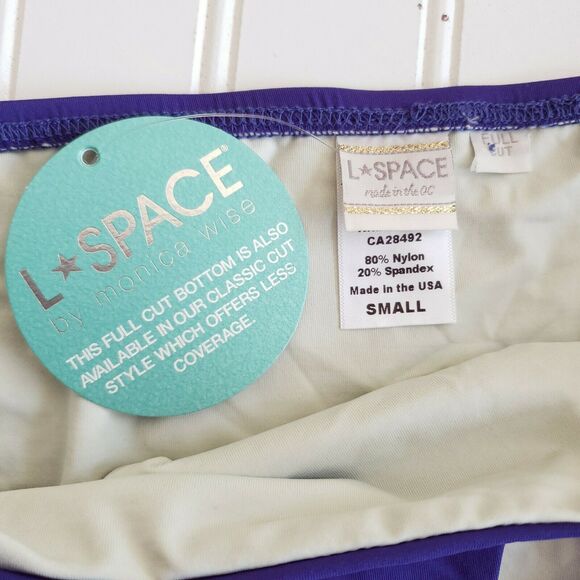 L★SPACE®
by monica wise
THIS FULL CUT BOTTOM IS ALSO
AVAILABLE IN OUR CLASSIC CUT
STYLE WHICH OFFERS LESS
COVERAGE.
L★SPACE
made in the OC
FULL
CUT
CA28492
80% Nylon
20% Spandex
Made in the USA
SMALL